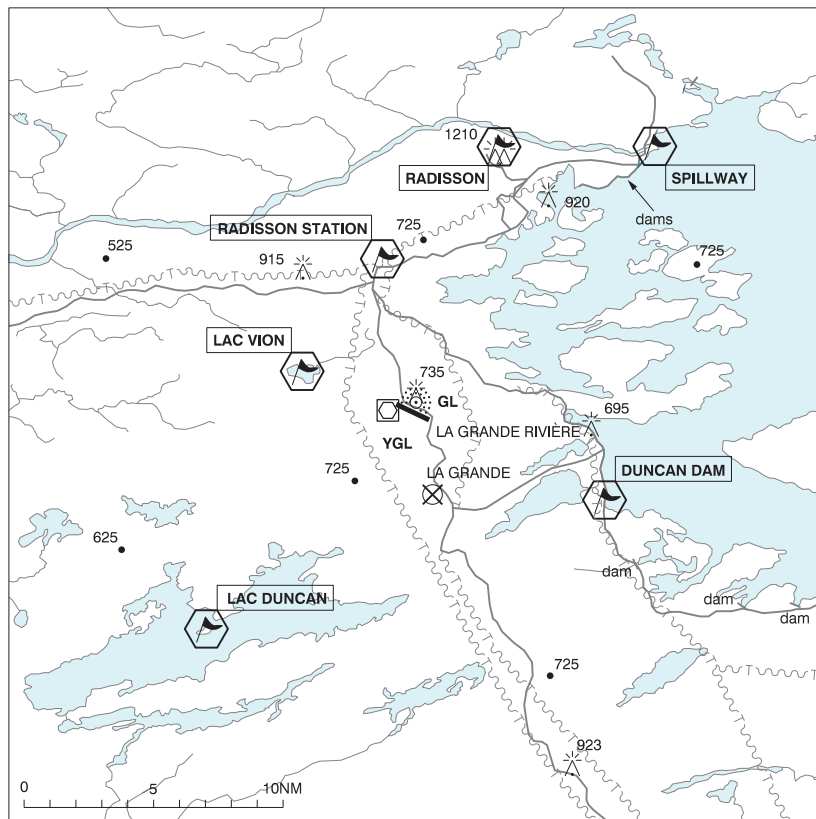 1210
RADISSON
SPILLWAY
920
dams
RADISSON STATION
725
525
915
725
LAC VION
735
GL
695
LA GRANDE RIVIÈRE
YGL
LA GRANDE
DUNCAN DAM
725
625
dam
LAC DUNCAN
dam
dam
725
923
0
5
10NM